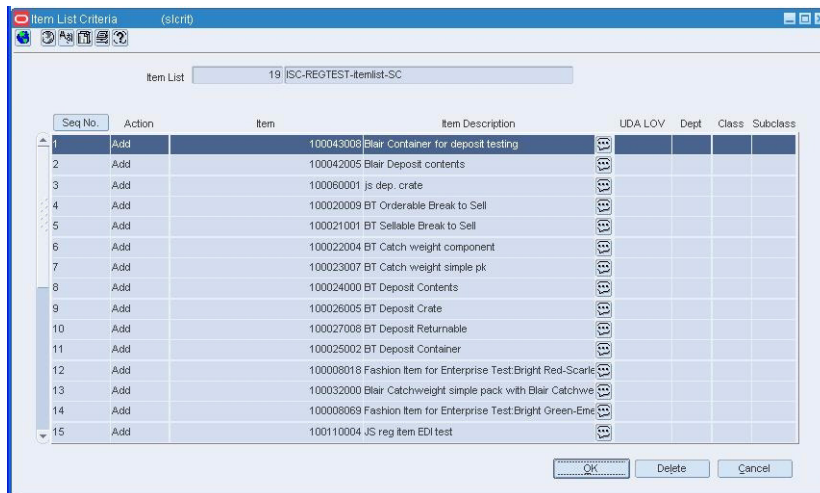 Item List Criteria (slcrit)
Item List 19 ISC-REGTEST-itemlist-SC
Seq No. Action Item Item Description UDA LOV Dept Class Subclass
1 Add 100043008 Blair Container for deposit testing
2 Add 100042005 Blair Deposit contents
3 Add 100060001 js dep. crate
4 Add 100020009 BT Orderable Break to Sell
5 Add 100021001 BT Sellable Break to Sell
6 Add 100022004 BT Catch weight component
7 Add 100023007 BT Catch weight simple pk
8 Add 100024000 BT Deposit Contents
9 Add 100026005 BT Deposit Crate
10 Add 100027008 BT Deposit Returnable
11 Add 100025002 BT Deposit Container
12 Add 100008018 Fashion Item for Enterprise Test:Bright Red-Scarle
13 Add 100032000 Blair Catchweight simple pack with Blair Catchwe
14 Add 100008069 Fashion Item for Enterprise Test:Bright Green-Eme
15 Add 100110004 JS reg item EDI test
OK Delete Cancel